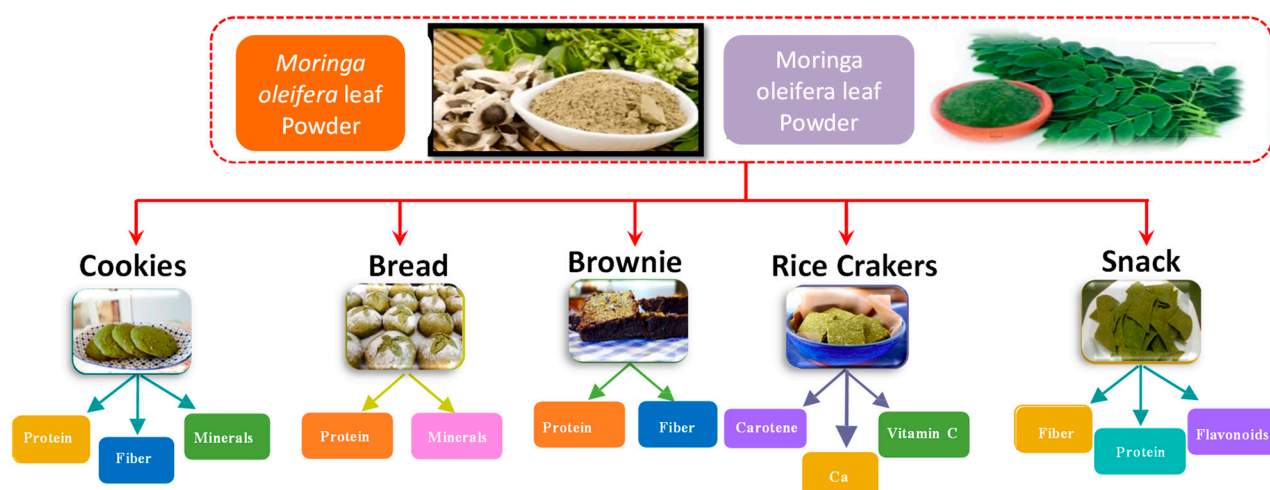 Moringa
oleifera leaf
Powder
Moringa
oleifera leaf
Powder
Cookies
Bread
Brownie
Rice Crakers
Snack
Protein
Fiber
Minerals
Protein
Minerals
Protein
Fiber
Carotene
Ca
Vitamin C
Fiber
Protein
Flavonoids